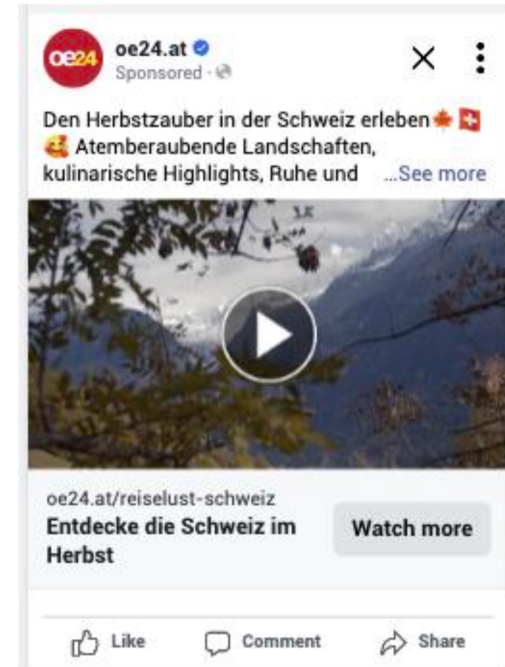 oe24
oe24.at
Sponsored ·
Den Herbstzauber in der Schweiz erleben🍁🇨🇭
🥰 Atemberaubende Landschaften,
kulinarische Highlights, Ruhe und ...See more
oe24.at/reiselust-schweiz
Entdecke die Schweiz im
Herbst
Watch more
Like Comment Share